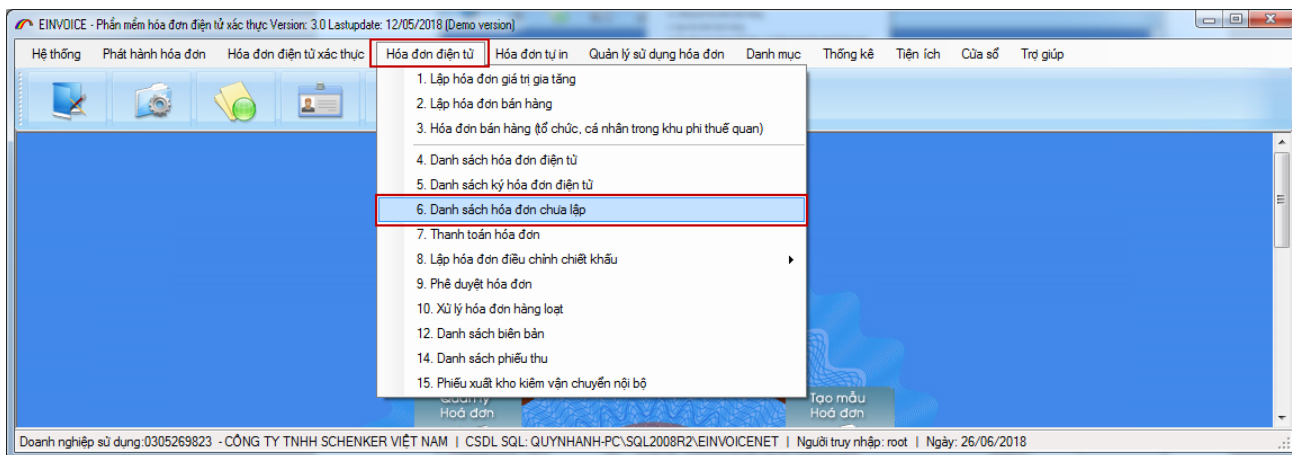 EINVOICE - Phần mềm hóa đơn điện tử xác thực Version: 3.0 Lastupdate: 12/05/2018 (Demo version)
Hệ thống Phát hành hóa đơn Hóa đơn điện tử xác thực Hóa đơn điện tử Hóa đơn tự in Quản lý sử dụng hóa đơn Danh mục Thống kê Tiện ích Cửa sổ Trợ giúp
1. Lập hóa đơn giá trị gia tăng
2. Lập hóa đơn bán hàng
3. Hóa đơn bán hàng (tổ chức, cá nhân trong khu phi thuế quan)
4. Danh sách hóa đơn điện tử
5. Danh sách ký hóa đơn điện tử
6. Danh sách hóa đơn chưa lập
7. Thanh toán hóa đơn
8. Lập hóa đơn điều chỉnh chiết khấu
9. Phê duyệt hóa đơn
10. Xử lý hóa đơn hàng loạt
12. Danh sách biên bản
14. Danh sách phiếu thu
15. Phiếu xuất kho kiêm vận chuyển nội bộ
Tạo mẫu
Hoá đơn Hoá đơn
Doanh nghiệp sử dụng:0305269823 - CÔNG TY TNHH SCHENKER VIỆT NAM | CSDL SQL: QUYNHANH-PC\SQL2008R2\EINVOICENET | Người truy nhập: root | Ngày: 26/06/2018